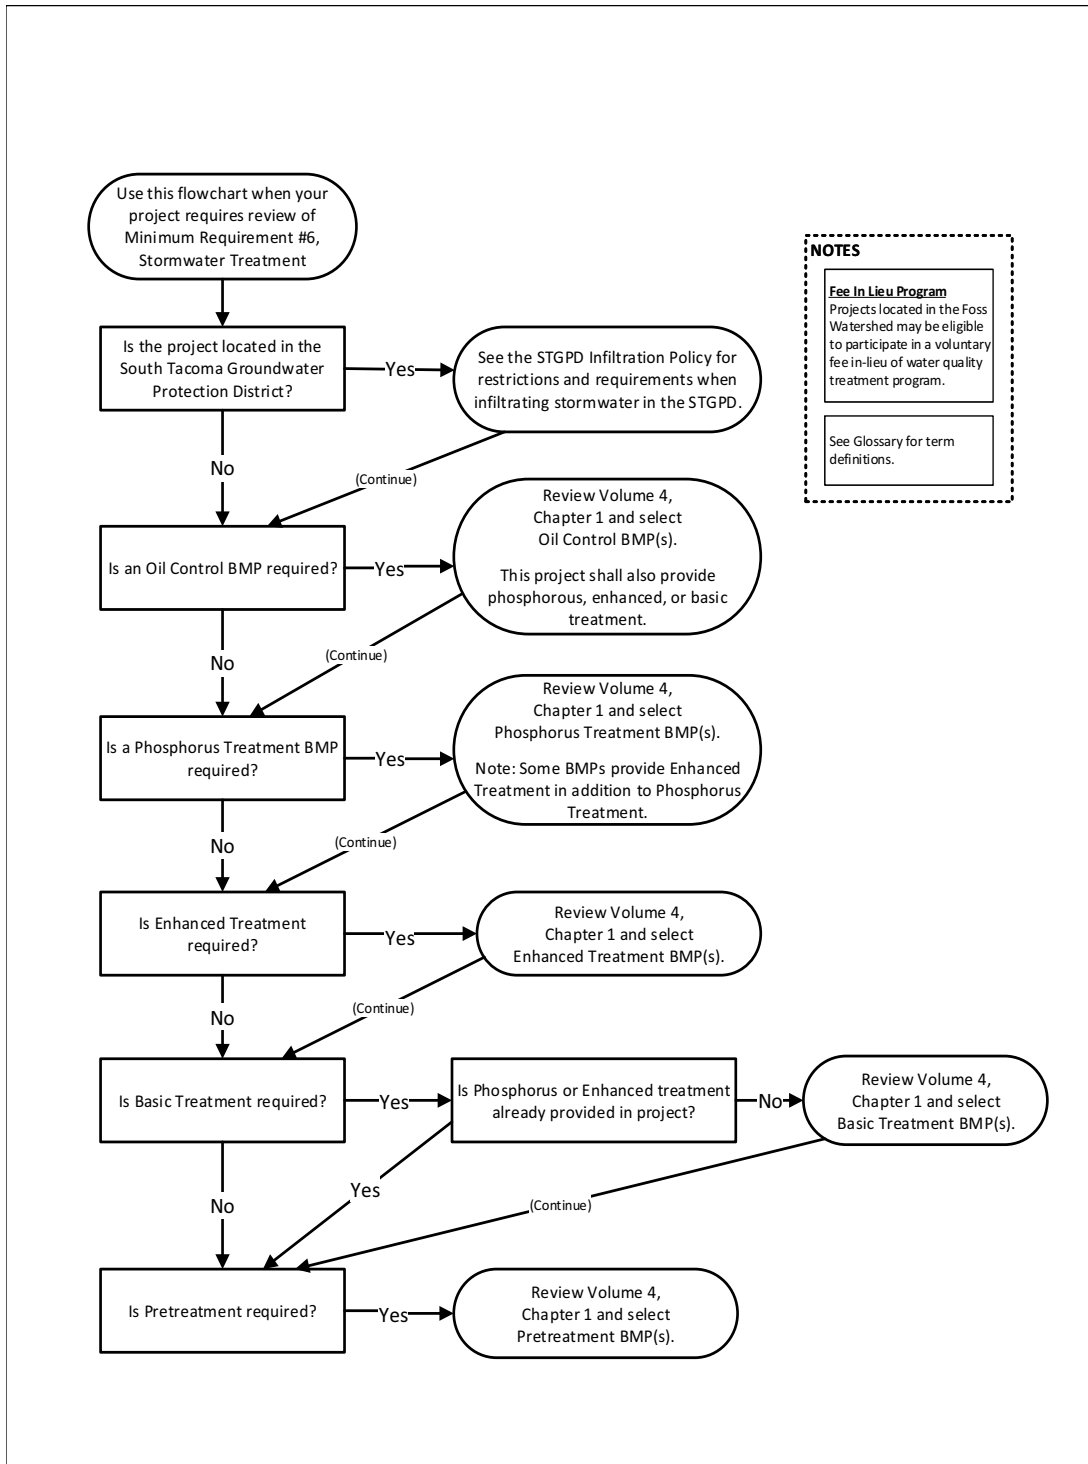 Use this flowchart when your
project requires review of
Minimum Requirement #6,
Stormwater Treatment
NOTES
Fee In Lieu Program
Projects located in the Foss
Watershed may be eligible
to participate in a voluntary
fee in-lieu of water quality
treatment program.
See Glossary for term
definitions.
Is the project located in the
South Tacoma Groundwater
Protection District?
Yes
See the STGPD Infiltration Policy for
restrictions and requirements when
infiltrating stormwater in the STGPD.
No
(Continue)
Is an Oil Control BMP required?
Yes
Review Volume 4,
Chapter 1 and select
Oil Control BMP(s).
This project shall also provide
phosphorous, enhanced, or basic
treatment.
No
(Continue)
Is a Phosphorus Treatment BMP
required?
Yes
Review Volume 4,
Chapter 1 and select
Phosphorus Treatment BMP(s).
Note: Some BMPs provide Enhanced
Treatment in addition to Phosphorus
Treatment.
No
(Continue)
Is Enhanced Treatment
required?
Yes
Review Volume 4,
Chapter 1 and select
Enhanced Treatment BMP(s).
No
(Continue)
Is Basic Treatment required?
Yes
Is Phosphorus or Enhanced treatment
already provided in project?
No
Review Volume 4,
Chapter 1 and select
Basic Treatment BMP(s).
No
Yes
(Continue)
Is Pretreatment required?
Yes
Review Volume 4,
Chapter 1 and select
Pretreatment BMP(s).